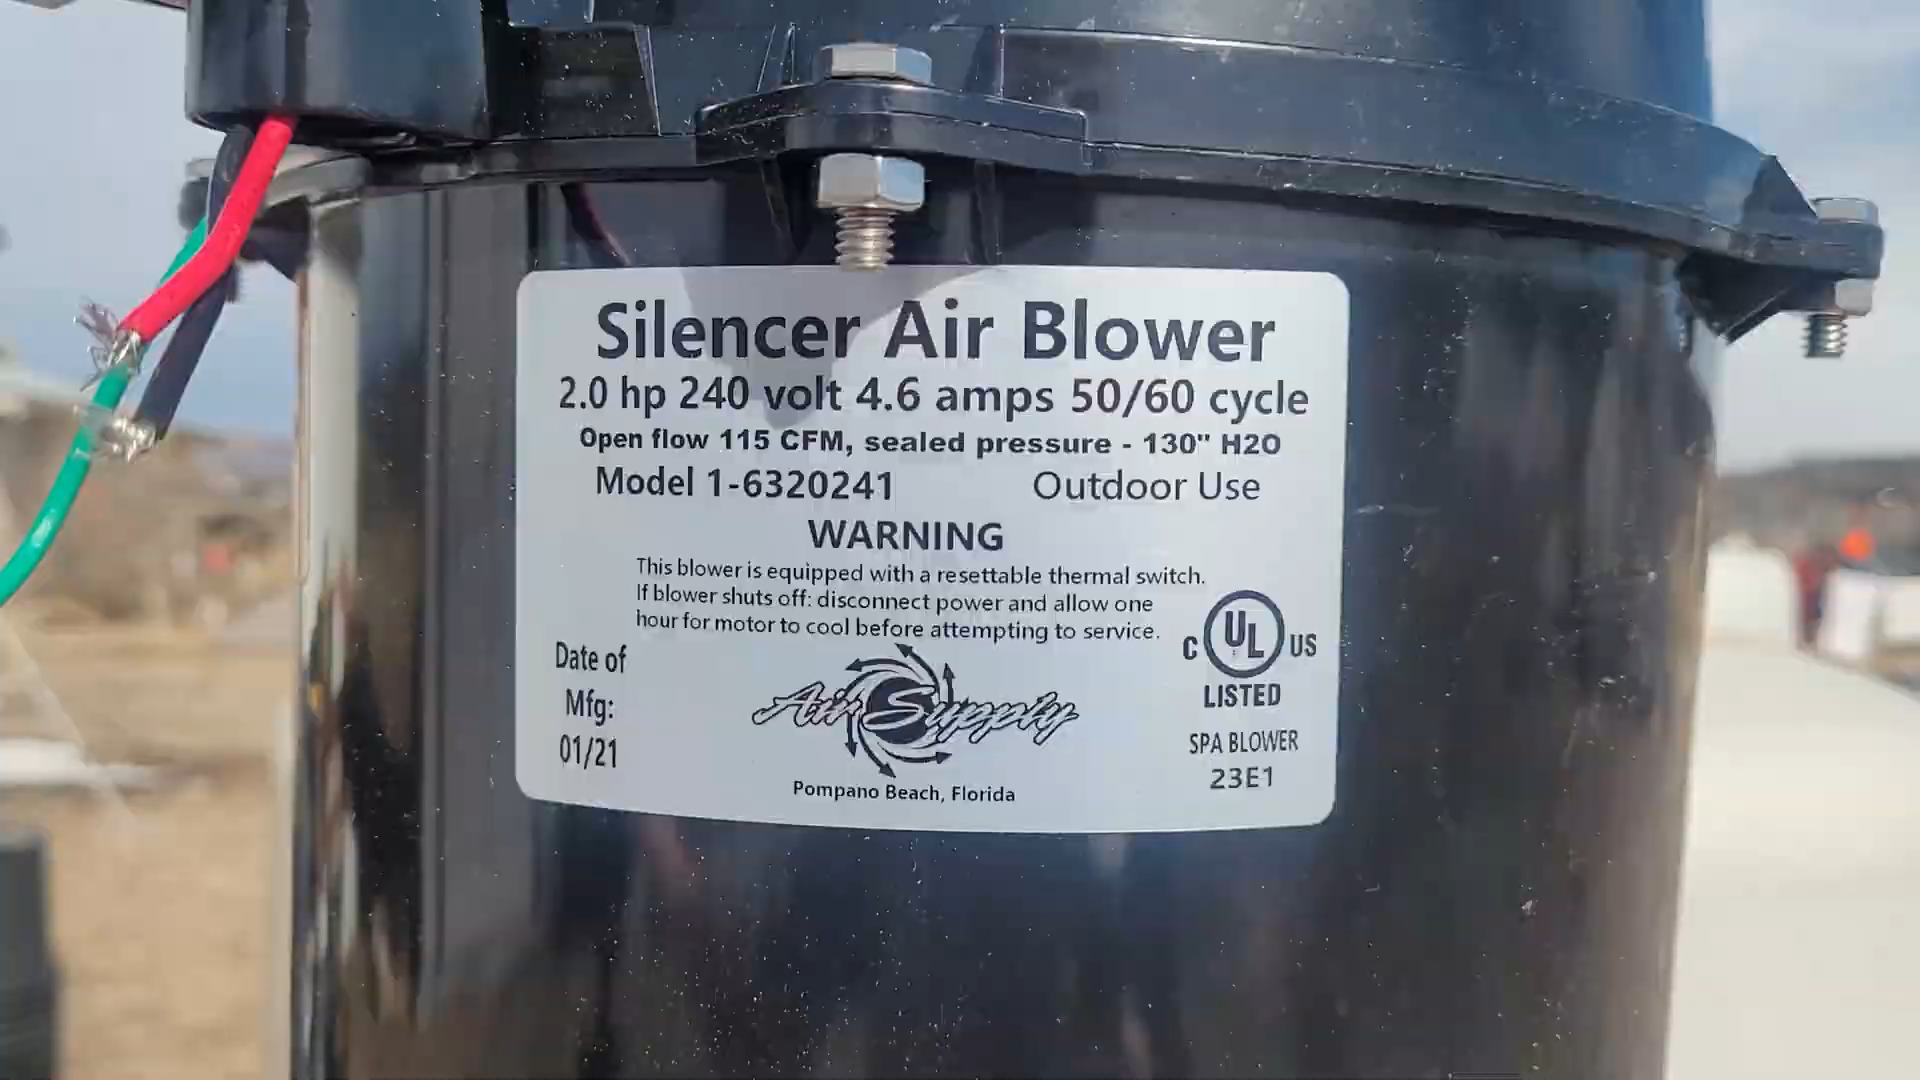 Silencer Air Blower
2.0 hp 240 volt 4.6 amps 50/60 cycle
Open flow 115 CFM, sealed pressure - 130" H2O
Model 1-6320241 Outdoor Use
WARNING
This blower is equipped with a resettable thermal switch.
If blower shuts off: disconnect power and allow one
hour for motor to cool before attempting to service.
Date of
Mfg:
01/21
Air Supply
Pompano Beach, Florida
C UL US
LISTED
SPA BLOWER
23E1